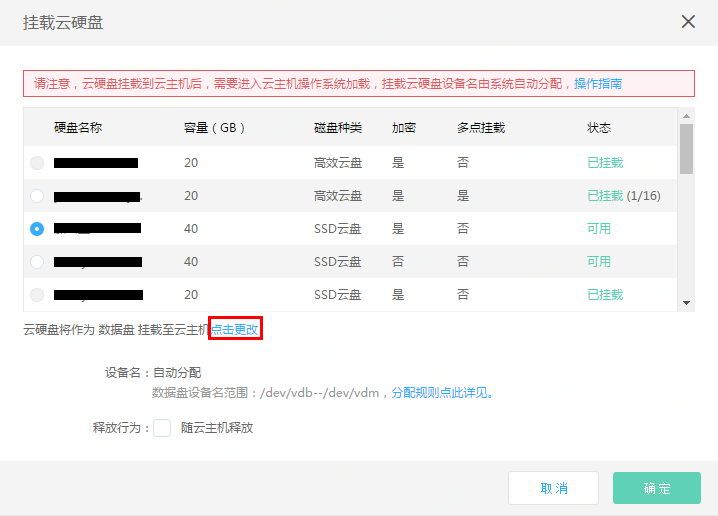 挂载云硬盘
请注意，云硬盘挂载到云主机后，需要进入云主机操作系统加载，挂载云硬盘设备名由系统自动分配，操作指南
硬盘名称 容量（GB） 磁盘种类 加密 多点挂载 状态
20 高效云盘 是 否 已挂载
20 高效云盘 是 是 已挂载 (1/16)
40 SSD云盘 是 否 可用
40 SSD云盘 否 否 可用
20 SSD云盘 是 否 已挂载
云硬盘将作为 数据盘 挂载至云主机点击更改
设备名：自动分配
数据盘设备名范围：/dev/vdb--/dev/vdm，分配规则点此详见。
释放行为： 随云主机释放
取消 确定